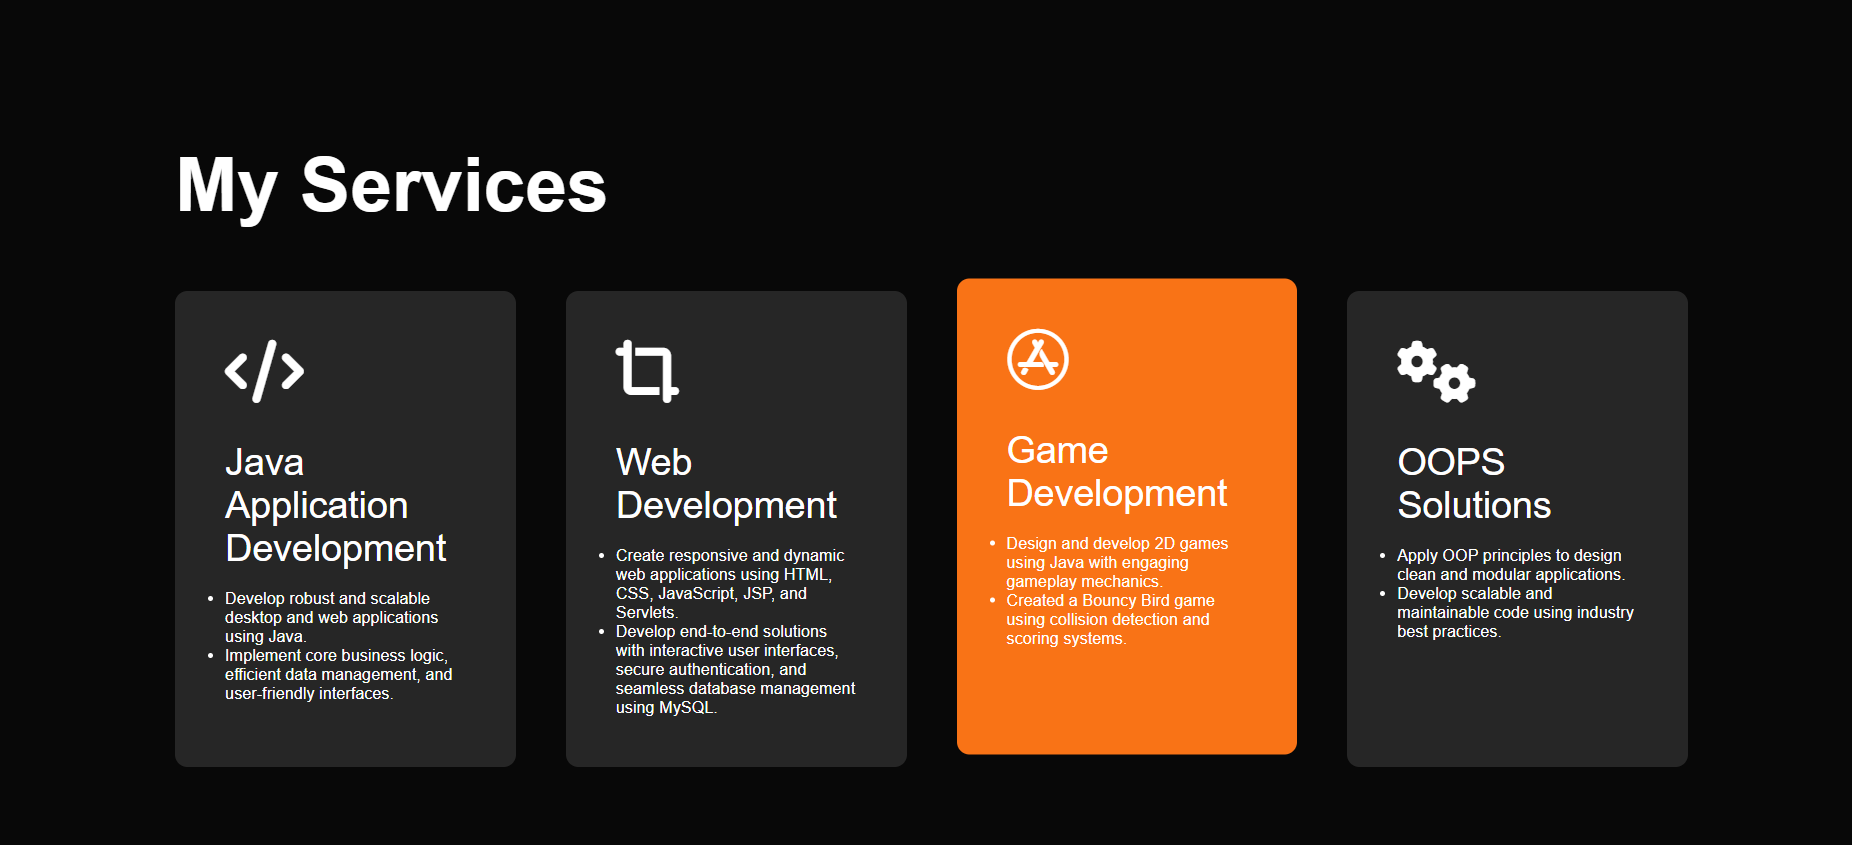 My Services
Java
Application
Development
• Develop robust and scalable
desktop and web applications
using Java.
• Implement core business logic,
efficient data management, and
user-friendly interfaces.
Web
Development
• Create responsive and dynamic
web applications using HTML,
CSS, JavaScript, JSP, and
Servlets.
• Develop end-to-end solutions
with interactive user interfaces,
secure authentication, and
seamless database management
using MySQL.
Game
Development
• Design and develop 2D games
using Java with engaging
gameplay mechanics.
• Created a Bouncy Bird game
using collision detection and
scoring systems.
OOPS
Solutions
• Apply OOP principles to design
clean and modular applications.
• Develop scalable and
maintainable code using industry
best practices.